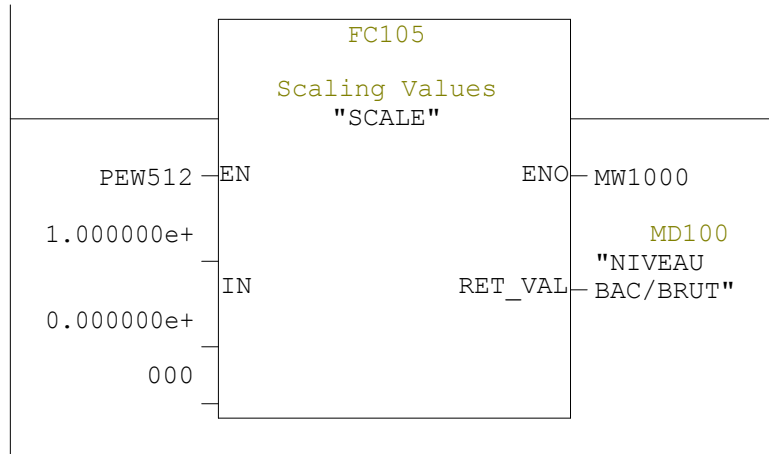 FC105
Scaling Values
"SCALE"
PEW512 EN ENO MW1000
1.000000e+ MD100
"NIVEAU
IN RET_VAL BAC/BRUT"
0.000000e+
000